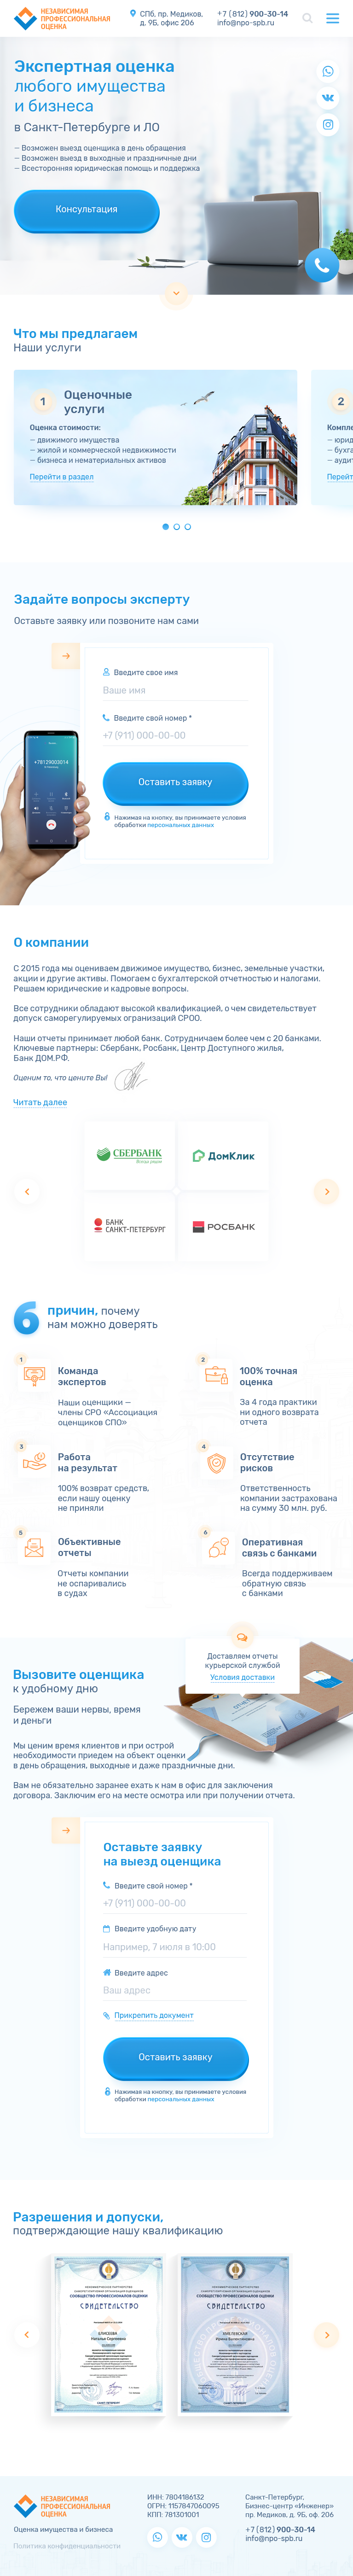 НЕЗАВИСИМАЯ
ПРОФЕССИОНАЛЬНАЯ
ОЦЕНКА
СПб, пр. Медиков,
д. 9Б, офис 206
+7 (812) 900-30-14
info@npo-spb.ru
Экспертная оценка
любого имущества
и бизнеса
в Санкт-Петербурге и ЛО
— Возможен выезд оценщика в день обращения
— Возможен выезд в выходные и праздничные дни
— Всесторонняя юридическая помощь и поддержка
Консультация
Что мы предлагаем
Наши услуги
1
Оценочные
услуги
Оценка стоимости:
— движимого имущества
— жилой и коммерческой недвижимости
— бизнеса и нематериальных активов
Перейти в раздел
2
Компле
— юрид
— бухга
— аудит
Перейт
Задайте вопросы эксперту
Оставьте заявку или позвоните нам сами
Введите свое имя
Ваше имя
Введите свой номер *
+7 (911) 000-00-00
Оставить заявку
Нажимая на кнопку, вы принимаете условия
обработки персональных данных
+78129003014
О компании
С 2015 года мы оцениваем движимое имущество, бизнес, земельные участки,
акции и другие активы. Помогаем с бухгалтерской отчетностью и налогами.
Решаем юридические и кадровые вопросы.
Все сотрудники обладают высокой квалификацией, о чем свидетельствует
допуск саморегулируемых организаций СРОО.
Наши отчеты принимает любой банк. Сотрудничаем более чем с 20 банками.
Ключевые партнеры: Сбербанк, Росбанк, Центр Доступного жилья,
Банк ДОМ.РФ.
Оценим то, что цените Вы!
Читать далее
СБЕРБАНК
Всегда рядом
ДомКлик
БАНК
САНКТ-ПЕТЕРБУРГ
РОСБАНК
6 причин, почему
нам можно доверять
1
Команда
экспертов
Наши оценщики —
члены СРО «Ассоциация
оценщиков СПО»
2
100% точная
оценка
За 4 года практики
ни одного возврата
отчета
3
Работа
на результат
100% возврат средств,
если нашу оценку
не приняли
4
Отсутствие
рисков
Ответственность
компании застрахована
на сумму 30 млн. руб.
5
Объективные
отчеты
Отчеты компании
не оспаривались
в судах
6
Оперативная
связь с банками
Всегда поддерживаем
обратную связь
с банками
Доставляем отчеты
курьерской службой
Условия доставки
Вызовите оценщика
к удобному дню
Бережем ваши нервы, время
и деньги
Мы ценим время клиентов и при острой
необходимости приедем на объект оценки
в день обращения, выходные и даже праздничные дни.
Вам не обязательно заранее ехать к нам в офис для заключения
договора. Заключим его на месте осмотра или при получении отчета.
Оставьте заявку
на выезд оценщика
Введите свой номер *
+7 (911) 000-00-00
Введите удобную дату
Например, 7 июля в 10:00
Введите адрес
Ваш адрес
Прикрепить документ
Оставить заявку
Нажимая на кнопку, вы принимаете условия
обработки персональных данных
Разрешения и допуски,
подтверждающие нашу квалификацию
СООБЩЕСТВО ПРОФЕССИОНАЛОВ ОЦЕНКИ
СВИДЕТЕЛЬСТВО
СООБЩЕСТВО ПРОФЕССИОНАЛОВ ОЦЕНКИ
СВИДЕТЕЛЬСТВО
НЕЗАВИСИМАЯ
ПРОФЕССИОНАЛЬНАЯ
ОЦЕНКА
Оценка имущества и бизнеса
Политика конфиденциальности
ИНН: 7804186132
ОГРН: 1157847060095
КПП: 781301001
Санкт-Петербург,
Бизнес-центр «Инженер»
пр. Медиков, д. 9Б, оф. 206
+7 (812) 900-30-14
info@npo-spb.ru